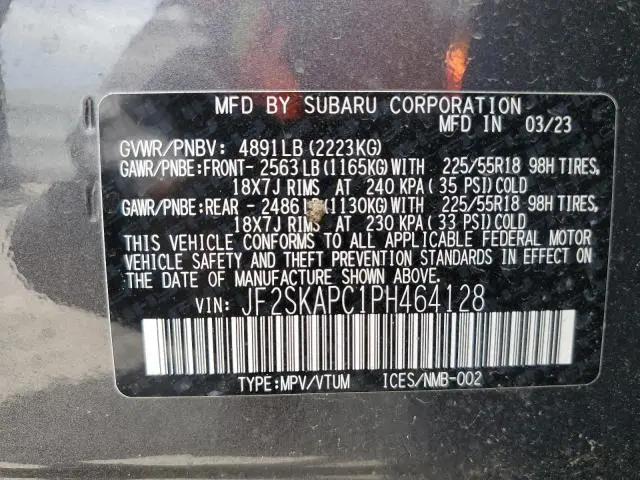 MFD BY SUBARU CORPORATION
MFD IN 03/23
GVWR/PNBV: 4891LB (2223KG)
GAWR/PNBE:FRONT- 2563LB (1165KG) WITH 225/55R18 98H TIRES,
18X7J RIMS AT 240 KPA( 35 PSI)COLD
GAWR/PNBE:REAR - 2486LB (1130KG) WITH 225/55R18 98H TIRES,
18X7J RIMS AT 230 KPA( 33 PSI)COLD
THIS VEHICLE CONFORMS TO ALL APPLICABLE FEDERAL MOTOR
VEHICLE SAFETY AND THEFT PREVENTION STANDARDS IN EFFECT ON
THE DATE OF MANUFACTURE SHOWN ABOVE.
VIN: JF2SKAPC1PH464128
TYPE:MPV/VTUM ICES/NMB-002